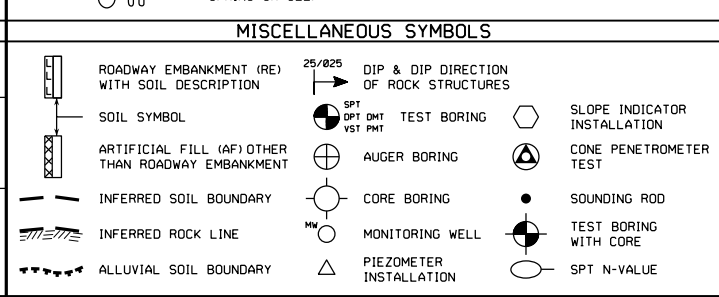 MISCELLANEOUS SYMBOLS
ROADWAY EMBANKMENT (RE)
WITH SOIL DESCRIPTION
25/025
DIP & DIP DIRECTION
OF ROCK STRUCTURES
SOIL SYMBOL
SPT
DPT DMT
VST PMT
TEST BORING
SLOPE INDICATOR
INSTALLATION
ARTIFICIAL FILL (AF) OTHER
THAN ROADWAY EMBANKMENT
AUGER BORING
CONE PENETROMETER
TEST
INFERRED SOIL BOUNDARY
CORE BORING
SOUNDING ROD
INFERRED ROCK LINE
MW
MONITORING WELL
TEST BORING
WITH CORE
ALLUVIAL SOIL BOUNDARY
PIEZOMETER
INSTALLATION
SPT N-VALUE